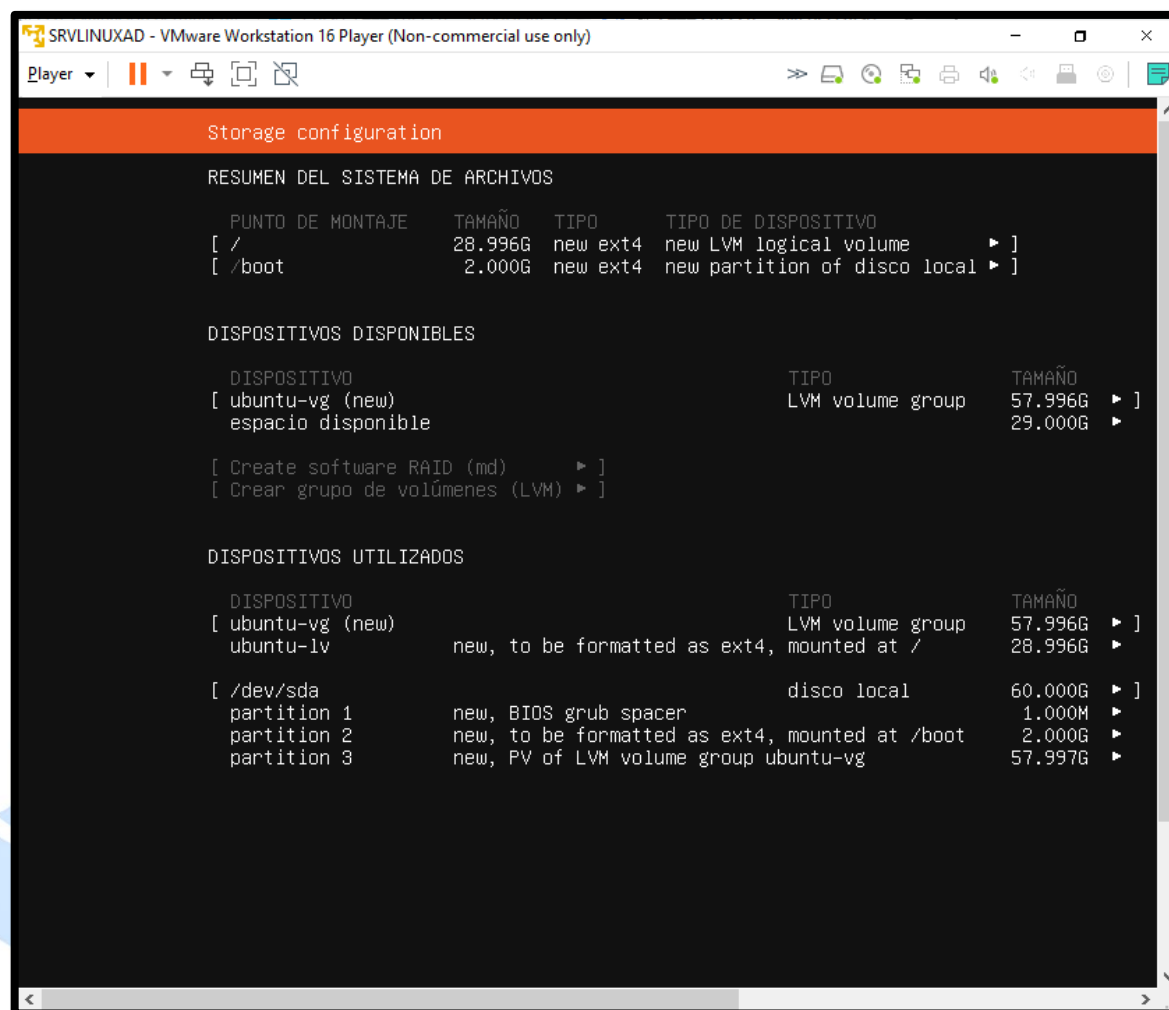 SRVLINUXAD - VMware Workstation 16 Player (Non-commercial use only)
Player
Storage configuration
RESUMEN DEL SISTEMA DE ARCHIVOS
PUNTO DE MONTAJE TAMAÑO TIPO TIPO DE DISPOSITIVO
[ / 28.996G new ext4 new LVM logical volume ▸ ]
[ /boot 2.000G new ext4 new partition of disco local ▸ ]
DISPOSITIVOS DISPONIBLES
DISPOSITIVO TIPO TAMAÑO
[ ubuntu-vg (new) LVM volume group 57.996G ▸ ]
espacio disponible 29.000G ▸
[ Create software RAID (md) ▸ ]
[ Crear grupo de volúmenes (LVM) ▸ ]
DISPOSITIVOS UTILIZADOS
DISPOSITIVO TIPO TAMAÑO
[ ubuntu-vg (new) LVM volume group 57.996G ▸ ]
ubuntu-lv new, to be formatted as ext4, mounted at / 28.996G ▸
[ /dev/sda disco local 60.000G ▸ ]
partition 1 new, BIOS grub spacer 1.000M ▸
partition 2 new, to be formatted as ext4, mounted at /boot 2.000G ▸
partition 3 new, PV of LVM volume group ubuntu-vg 57.997G ▸